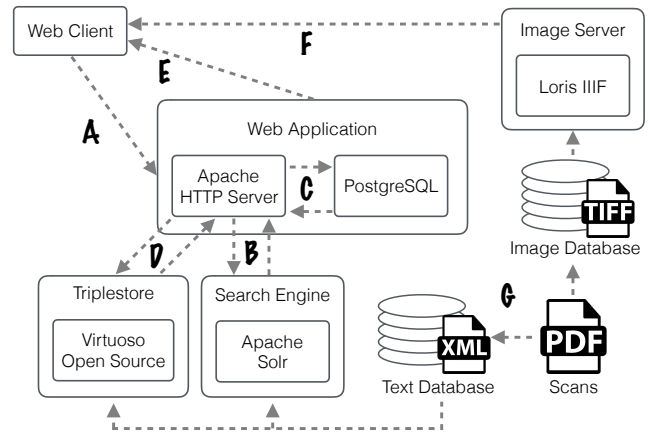 Web Client
F
Image Server
Loris IIIF
E
A
Web Application
Apache
HTTP Server
C
PostgreSQL
TIFF
Image Database
D
B
Triplestore
Virtuoso
Open Source
Search Engine
Apache
Solr
G
XML
Text Database
PDF
Scans